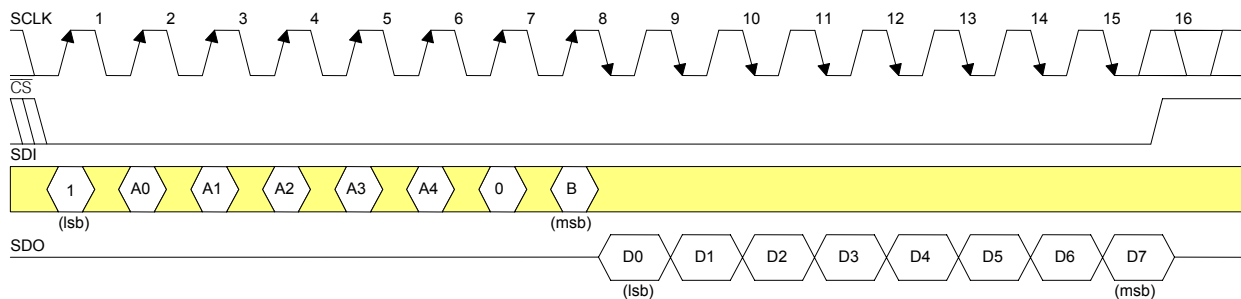 SCLK 1 2 3 4 5 6 7 8 9 10 11 12 13 14 15 16
CS
SDI
1 A0 A1 A2 A3 A4 0 B
(lsb) (msb)
SDO
D0 D1 D2 D3 D4 D5 D6 D7
(lsb) (msb)